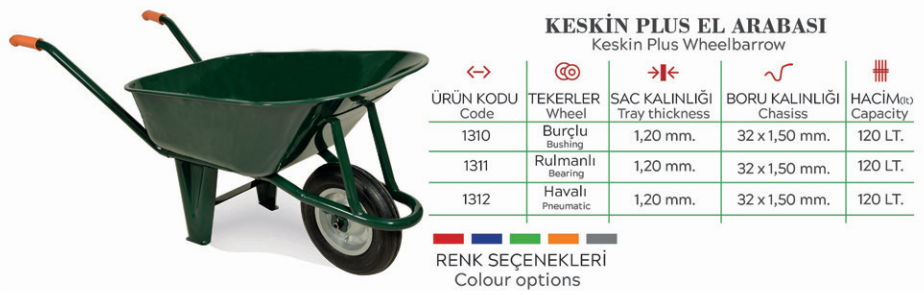 KESKİN PLUS EL ARABASI
Keskin Plus Wheelbarrow
ÜRÜN KODU TEKERLER SAC KALINLIĞI BORU KALINLIĞI HACİM(lt)
Code Wheel Tray thickness Chasiss Capacity
1310 Burçlu 1,20 mm. 32 x 1,50 mm. 120 LT.
Bushing
1311 Rulmanlı 1,20 mm. 32 x 1,50 mm. 120 LT.
Bearing
1312 Havalı 1,20 mm. 32 x 1,50 mm. 120 LT.
Pneumatic
RENK SEÇENEKLERİ
Colour options